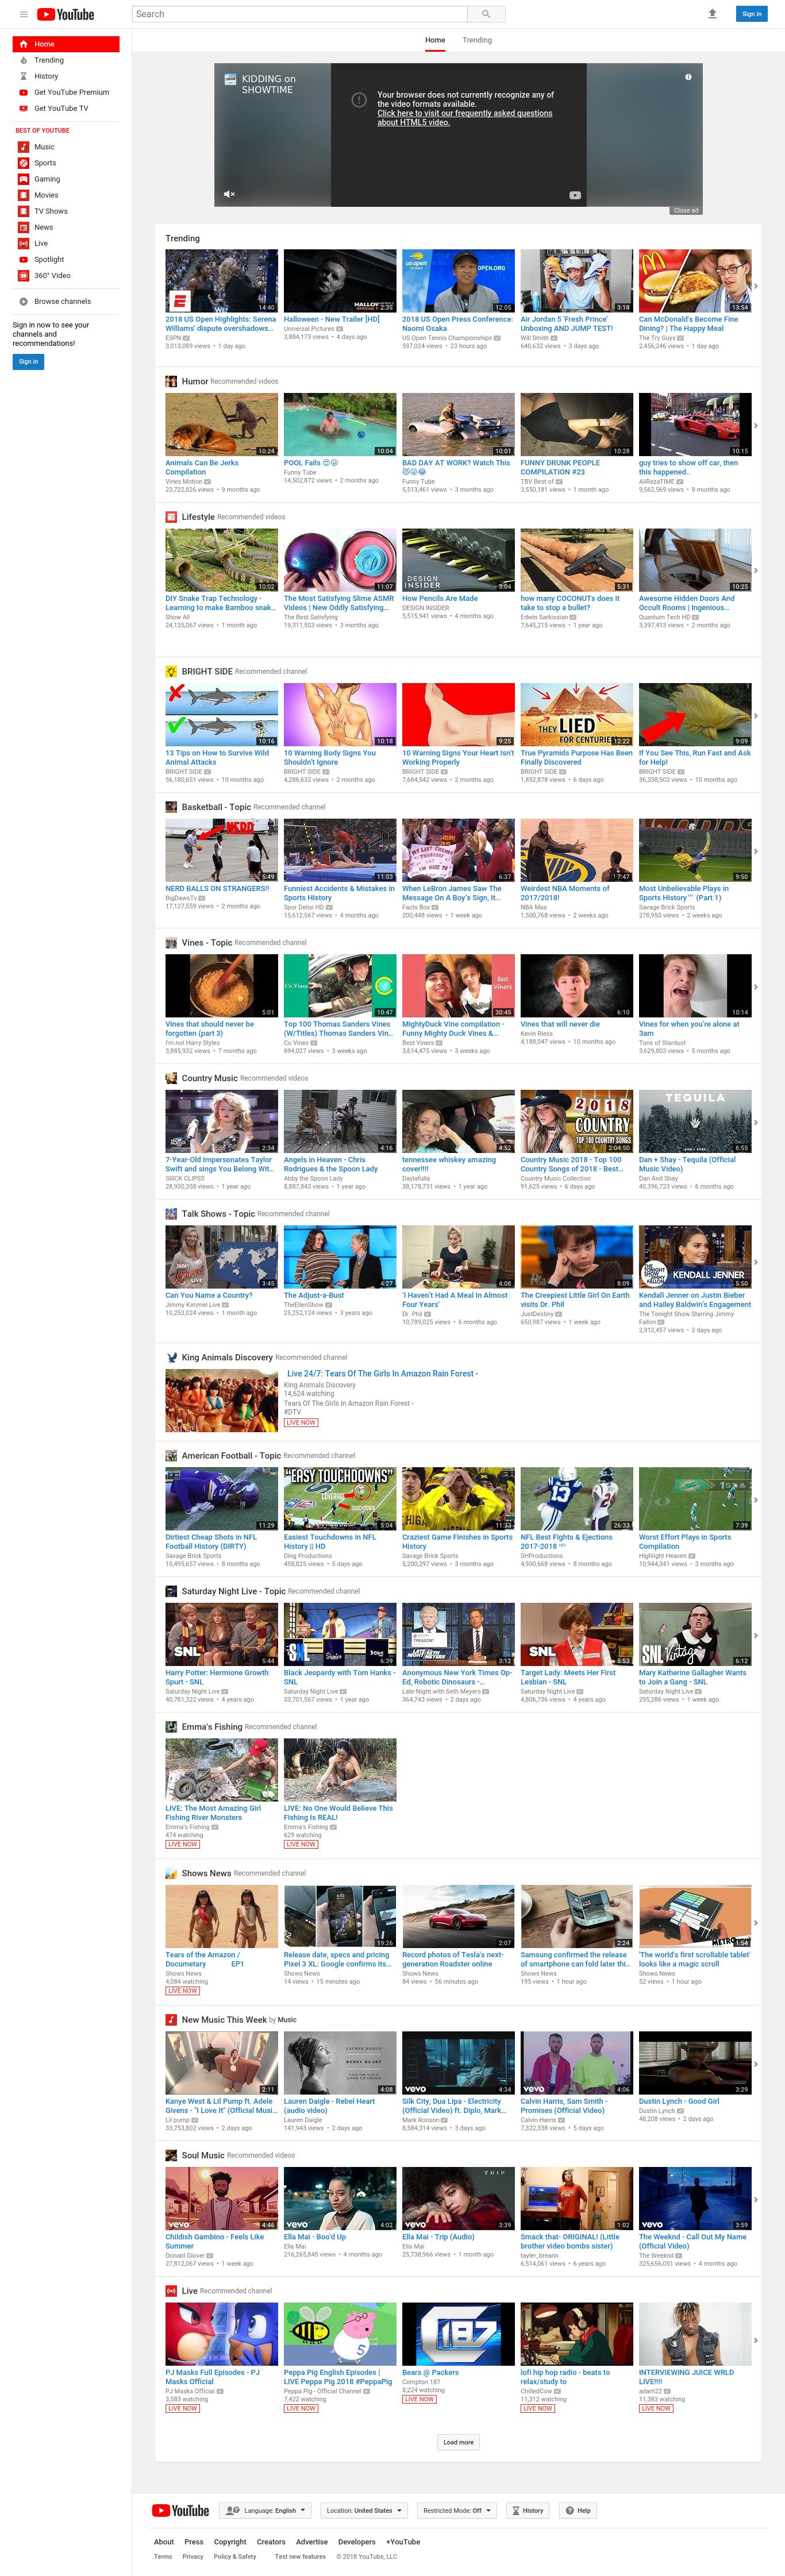 YouTube
Search
Sign in
Home
Trending
History
Get YouTube Premium
Get YouTube TV
BEST OF YOUTUBE
Music
Sports
Gaming
Movies
TV Shows
News
Live
Spotlight
360° Video
Browse channels
Sign in now to see your
channels and
recommendations!
Sign in
Home Trending
KIDDING on
SHOWTIME
Your browser does not currently recognize any of
the video formats available.
Click here to visit our frequently asked questions
about HTML5 video.
Close ad
Trending
14:40
2:35
12:05
3:18
13:54
2018 US Open Highlights: Serena
Williams' dispute overshadows...
ESPN
3,013,089 views • 1 day ago
Halloween - New Trailer [HD]
Universal Pictures
3,884,173 views • 4 days ago
2018 US Open Press Conference:
Naomi Osaka
US Open Tennis Championships
597,024 views • 23 hours ago
Air Jordan 5 'Fresh Prince'
Unboxing AND JUMP TEST!
Will Smith
640,632 views • 3 days ago
Can McDonald's Become Fine
Dining? | The Happy Meal
The Try Guys
2,456,246 views • 1 day ago
Humor Recommended videos
10:24
10:04
10:01
10:28
10:15
Animals Can Be Jerks
Compilation
Vines Motion
23,722,826 views • 9 months ago
POOL Fails
Funny Tube
14,502,872 views • 2 months ago
BAD DAY AT WORK? Watch This
Funny Tube
5,513,461 views • 3 months ago
FUNNY DRUNK PEOPLE
COMPILATION #23
TBV Best of
3,550,181 views • 1 month ago
guy tries to show off car, then
this happened..
AliRezaTIME
9,562,569 views • 9 months ago
Lifestyle Recommended videos
10:02
11:07
DESIGN
INSIDER
3:04
5:31
10:25
DIY Snake Trap Technology -
Learning to make Bamboo snak...
Show All
24,135,067 views • 1 month ago
The Most Satisfying Slime ASMR
Videos | New Oddly Satisfying...
The Best Satisfying
19,311,503 views • 3 months ago
How Pencils Are Made
DESIGN INSIDER
5,515,941 views • 4 months ago
how many COCONUTs does it
take to stop a bullet?
Edwin Sarkissian
7,645,215 views • 1 year ago
Awesome Hidden Doors And
Occult Rooms | Ingenious...
Quantum Tech HD
3,397,413 views • 2 months ago
BRIGHT SIDE Recommended channel
10:16
10:18
9:25
THEY LIED
FOR CENTURIES
12:22
9:09
13 Tips on How to Survive Wild
Animal Attacks
BRIGHT SIDE
56,180,651 views • 10 months ago
10 Warning Body Signs You
Shouldn't Ignore
BRIGHT SIDE
4,286,632 views • 2 months ago
10 Warning Signs Your Heart Isn't
Working Properly
BRIGHT SIDE
7,684,542 views • 2 months ago
True Pyramids Purpose Has Been
Finally Discovered
BRIGHT SIDE
1,852,878 views • 6 days ago
If You See This, Run Fast and Ask
for Help!
BRIGHT SIDE
36,338,502 views • 10 months ago
Basketball - Topic Recommended channel
NERD
5:49
11:03
6:37
17:47
9:50
NERD BALLS ON STRANGERS!!
BigDawsTv
17,127,559 views • 2 months ago
Funniest Accidents & Mistakes in
Sports History
Spor Delisi HD
15,612,567 views • 4 months ago
When LeBron James Saw The
Message On A Boy's Sign, It...
Facts Box
200,448 views • 1 week ago
Weirdest NBA Moments of
2017/2018!
NBA Max
1,500,768 views • 2 weeks ago
Most Unbelievable Plays in
Sports History™ (Part 1)
Savage Brick Sports
278,950 views • 2 weeks ago
Vines - Topic Recommended channel
5:01
Co Vines
10:47
Best
Viners
30:45
6:10
10:14
Vines that should never be
forgotten (part 3)
I'm not Harry Styles
3,885,932 views • 7 months ago
Top 100 Thomas Sanders Vines
(W/Titles) Thomas Sanders Vin...
Co Vines
694,027 views • 3 weeks ago
MightyDuck Vine compilation -
Funny Mighty Duck Vines &...
Best Viners
3,614,475 views • 3 weeks ago
Vines that will never die
Kevin Riess
4,188,047 views • 10 months ago
Vines for when you're alone at
3am
Tons of Stardust
3,629,803 views • 5 months ago
Country Music Recommended videos
2:34
4:16
4:52
2018
COUNTRY
TOP 100 COUNTRY SONGS
2:04:50
TEQUILA
6:55
7-Year-Old Impersonates Taylor
Swift and sings You Belong Wit...
SIIICK CLIPSS
28,930,358 views • 1 year ago
Angels in Heaven - Chris
Rodrigues & the Spoon Lady
Abby the Spoon Lady
8,887,843 views • 1 year ago
tennessee whiskey amazing
cover!!!!
Daylafulla
38,178,731 views • 1 year ago
Country Music 2018 - Top 100
Country Songs of 2018 - Best...
Country Music Collection
91,625 views • 6 days ago
Dan + Shay - Tequila (Official
Music Video)
Dan And Shay
40,396,723 views • 6 months ago
Talk Shows - Topic Recommended channel
3:45
4:27
4:08
8:09
KENDALL JENNER
5:50
Can You Name a Country?
Jimmy Kimmel Live
10,253,024 views • 1 month ago
The Adjust-a-Bust
TheEllenShow
25,252,124 views • 3 years ago
'I Haven't Had A Meal In Almost
Four Years'
Dr. Phil
10,789,025 views • 6 months ago
The Creepiest Little Girl On Earth
visits Dr. Phil
JustDestiny
650,987 views • 1 week ago
Kendall Jenner on Justin Bieber
and Hailey Baldwin's Engagement
The Tonight Show Starring Jimmy
Fallon
2,912,457 views • 2 days ago
King Animals Discovery Recommended channel
Live 24/7: Tears Of The Girls In Amazon Rain Forest -
King Animals Discovery
14,624 watching
Tears Of The Girls In Amazon Rain Forest -
#DTV
LIVE NOW
American Football - Topic Recommended channel
11:29
"EASY TOUCHDOWNS"
5:04
11:33
26:33
7:39
Dirtiest Cheap Shots in NFL
Football History (DIRTY)
Savage Brick Sports
10,495,657 views • 8 months ago
Easiest Touchdowns in NFL
History || HD
Ding Productions
458,825 views • 5 days ago
Craziest Game Finishes in Sports
History
Savage Brick Sports
5,200,297 views • 3 months ago
NFL Best Fights & Ejections
2017-2018 ᴴᴰ
SHProductions
4,900,668 views • 8 months ago
Worst Effort Plays in Sports
Compilation
Highlight Heaven
10,944,341 views • 3 months ago
Saturday Night Live - Topic Recommended channel
SNL
5:44
SNL
6:39
3:12
SNL
5:53
SNL Vintage
6:12
Harry Potter: Hermione Growth
Spurt - SNL
Saturday Night Live
40,781,322 views • 4 years ago
Black Jeopardy with Tom Hanks -
SNL
Saturday Night Live
33,701,567 views • 1 year ago
Anonymous New York Times Op-
Ed, Robotic Dinosaurs -...
Late Night with Seth Meyers
364,743 views • 2 days ago
Target Lady: Meets Her First
Lesbian - SNL
Saturday Night Live
4,806,736 views • 4 years ago
Mary Katherine Gallagher Wants
to Join a Gang - SNL
Saturday Night Live
295,286 views • 1 week ago
Emma's Fishing Recommended channel
LIVE: The Most Amazing Girl
Fishing River Monsters
Emma's Fishing
474 watching
LIVE NOW
LIVE: No One Would Believe This
Fishing Is REAL!
Emma's Fishing
629 watching
LIVE NOW
Shows News Recommended channel
19:26
2:07
2:24
1:54
Tears of the Amazon /
Documetary EP1
Shows News
4,084 watching
LIVE NOW
Release date, specs and pricing
Pixel 3 XL: Google confirms its...
Shows News
14 views • 15 minutes ago
Record photos of Tesla's next-
generation Roadster online
Shows News
84 views • 56 minutes ago
Samsung confirmed the release
of smartphone can fold later thi...
Shows News
195 views • 1 hour ago
'The world's first scrollable tablet'
looks like a magic scroll
Shows News
52 views • 1 hour ago
New Music This Week by Music
2:11
REBEL HEART
4:08
vevo
4:34
vevo
4:06
3:29
Kanye West & Lil Pump ft. Adele
Givens - "I Love It" (Official Musi...
Lil pump
33,753,802 views • 2 days ago
Lauren Daigle - Rebel Heart
(audio video)
Lauren Daigle
141,943 views • 2 days ago
Silk City, Dua Lipa - Electricity
(Official Video) ft. Diplo, Mark...
Mark Ronson
8,584,314 views • 3 days ago
Calvin Harris, Sam Smith -
Promises (Official Video)
Calvin Harris
7,322,338 views • 5 days ago
Dustin Lynch - Good Girl
Dustin Lynch
48,208 views • 2 days ago
Soul Music Recommended videos
vevo
4:46
vevo
4:02
TRIP
vevo
3:39
1:02
vevo
3:59
Childish Gambino - Feels Like
Summer
Donald Glover
27,812,067 views • 1 week ago
Ella Mai - Boo'd Up
Ella Mai
216,265,845 views • 4 months ago
Ella Mai - Trip (Audio)
Ella Mai
25,738,966 views • 1 month ago
Smack that- ORIGINAL! (Little
brother video bombs sister)
tayler_breann
6,514,061 views • 6 years ago
The Weeknd - Call Out My Name
(Official Video)
The Weeknd
325,656,051 views • 4 months ago
Live Recommended channel
PJ Masks Full Episodes - PJ
Masks Official
PJ Masks Official
3,583 watching
LIVE NOW
Peppa Pig English Episodes |
LIVE Peppa Pig 2018 #PeppaPig
Peppa Pig - Official Channel
7,422 watching
LIVE NOW
Bears @ Packers
Compton 187
8,224 watching
LIVE NOW
lofi hip hop radio - beats to
relax/study to
ChilledCow
11,312 watching
LIVE NOW
INTERVIEWING JUICE WRLD
LIVE!!!!
adam22
11,383 watching
LIVE NOW
Load more
YouTube
Language: English
Location: United States
Restricted Mode: Off
History
Help
About Press Copyright Creators Advertise Developers +YouTube
Terms Privacy Policy & Safety Test new features © 2018 YouTube, LLC